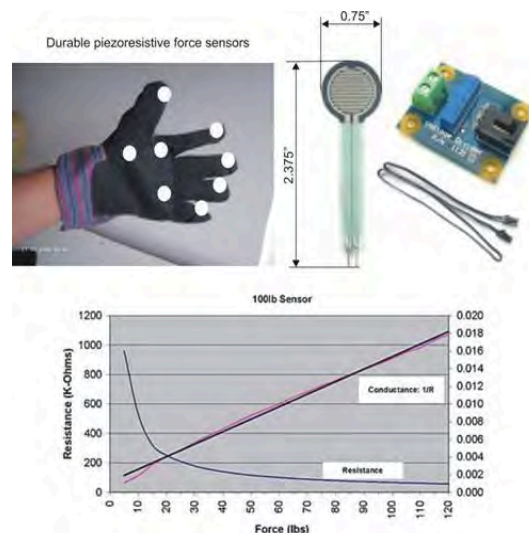 Durable piezoresistive force sensors
0.75"
2.375"
100lb Sensor
Resistance (K-Ohms)
1200
1000
800
600
400
200
0
0.020
0.018
0.016
0.014
0.012
0.010
0.008
0.006
0.004
0.002
0.000
Conductance: 1/R
Resistance
0 10 20 30 40 50 60 70 80 90 100 110 120
Force (lbs)